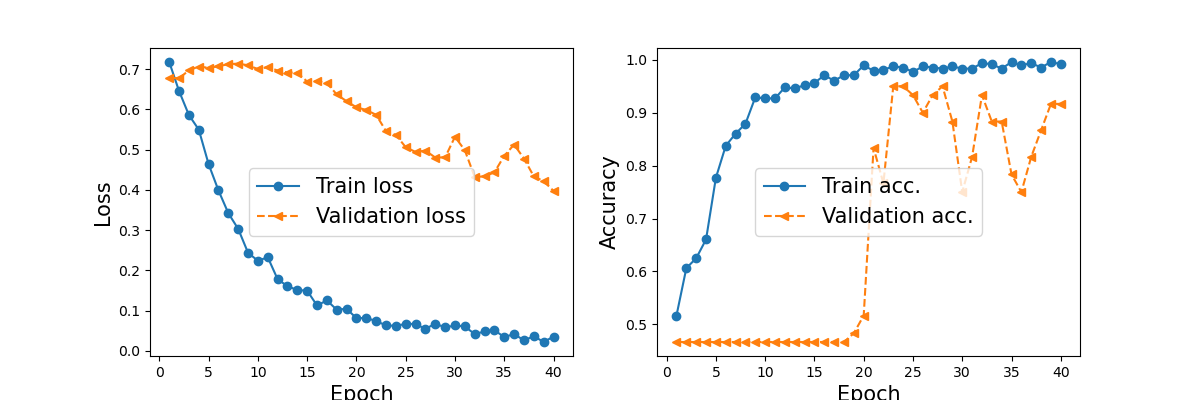 0.7
0.6
0.5
0.4
0.3
0.2
0.1
0.0
Loss
Train loss
Validation loss
0 5 10 15 20 25 30 35 40
Epoch
1.0
0.9
0.8
0.7
0.6
0.5
Accuracy
Train acc.
Validation acc.
0 5 10 15 20 25 30 35 40
Epoch